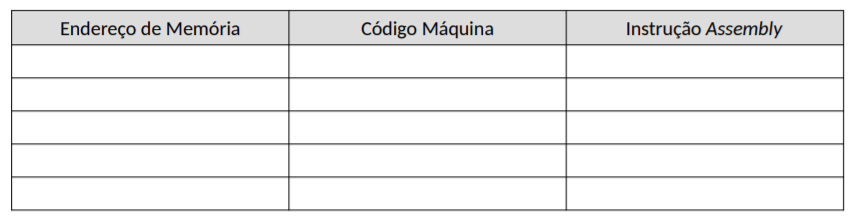 Endereço de Memória Código Máquina Instrução Assembly